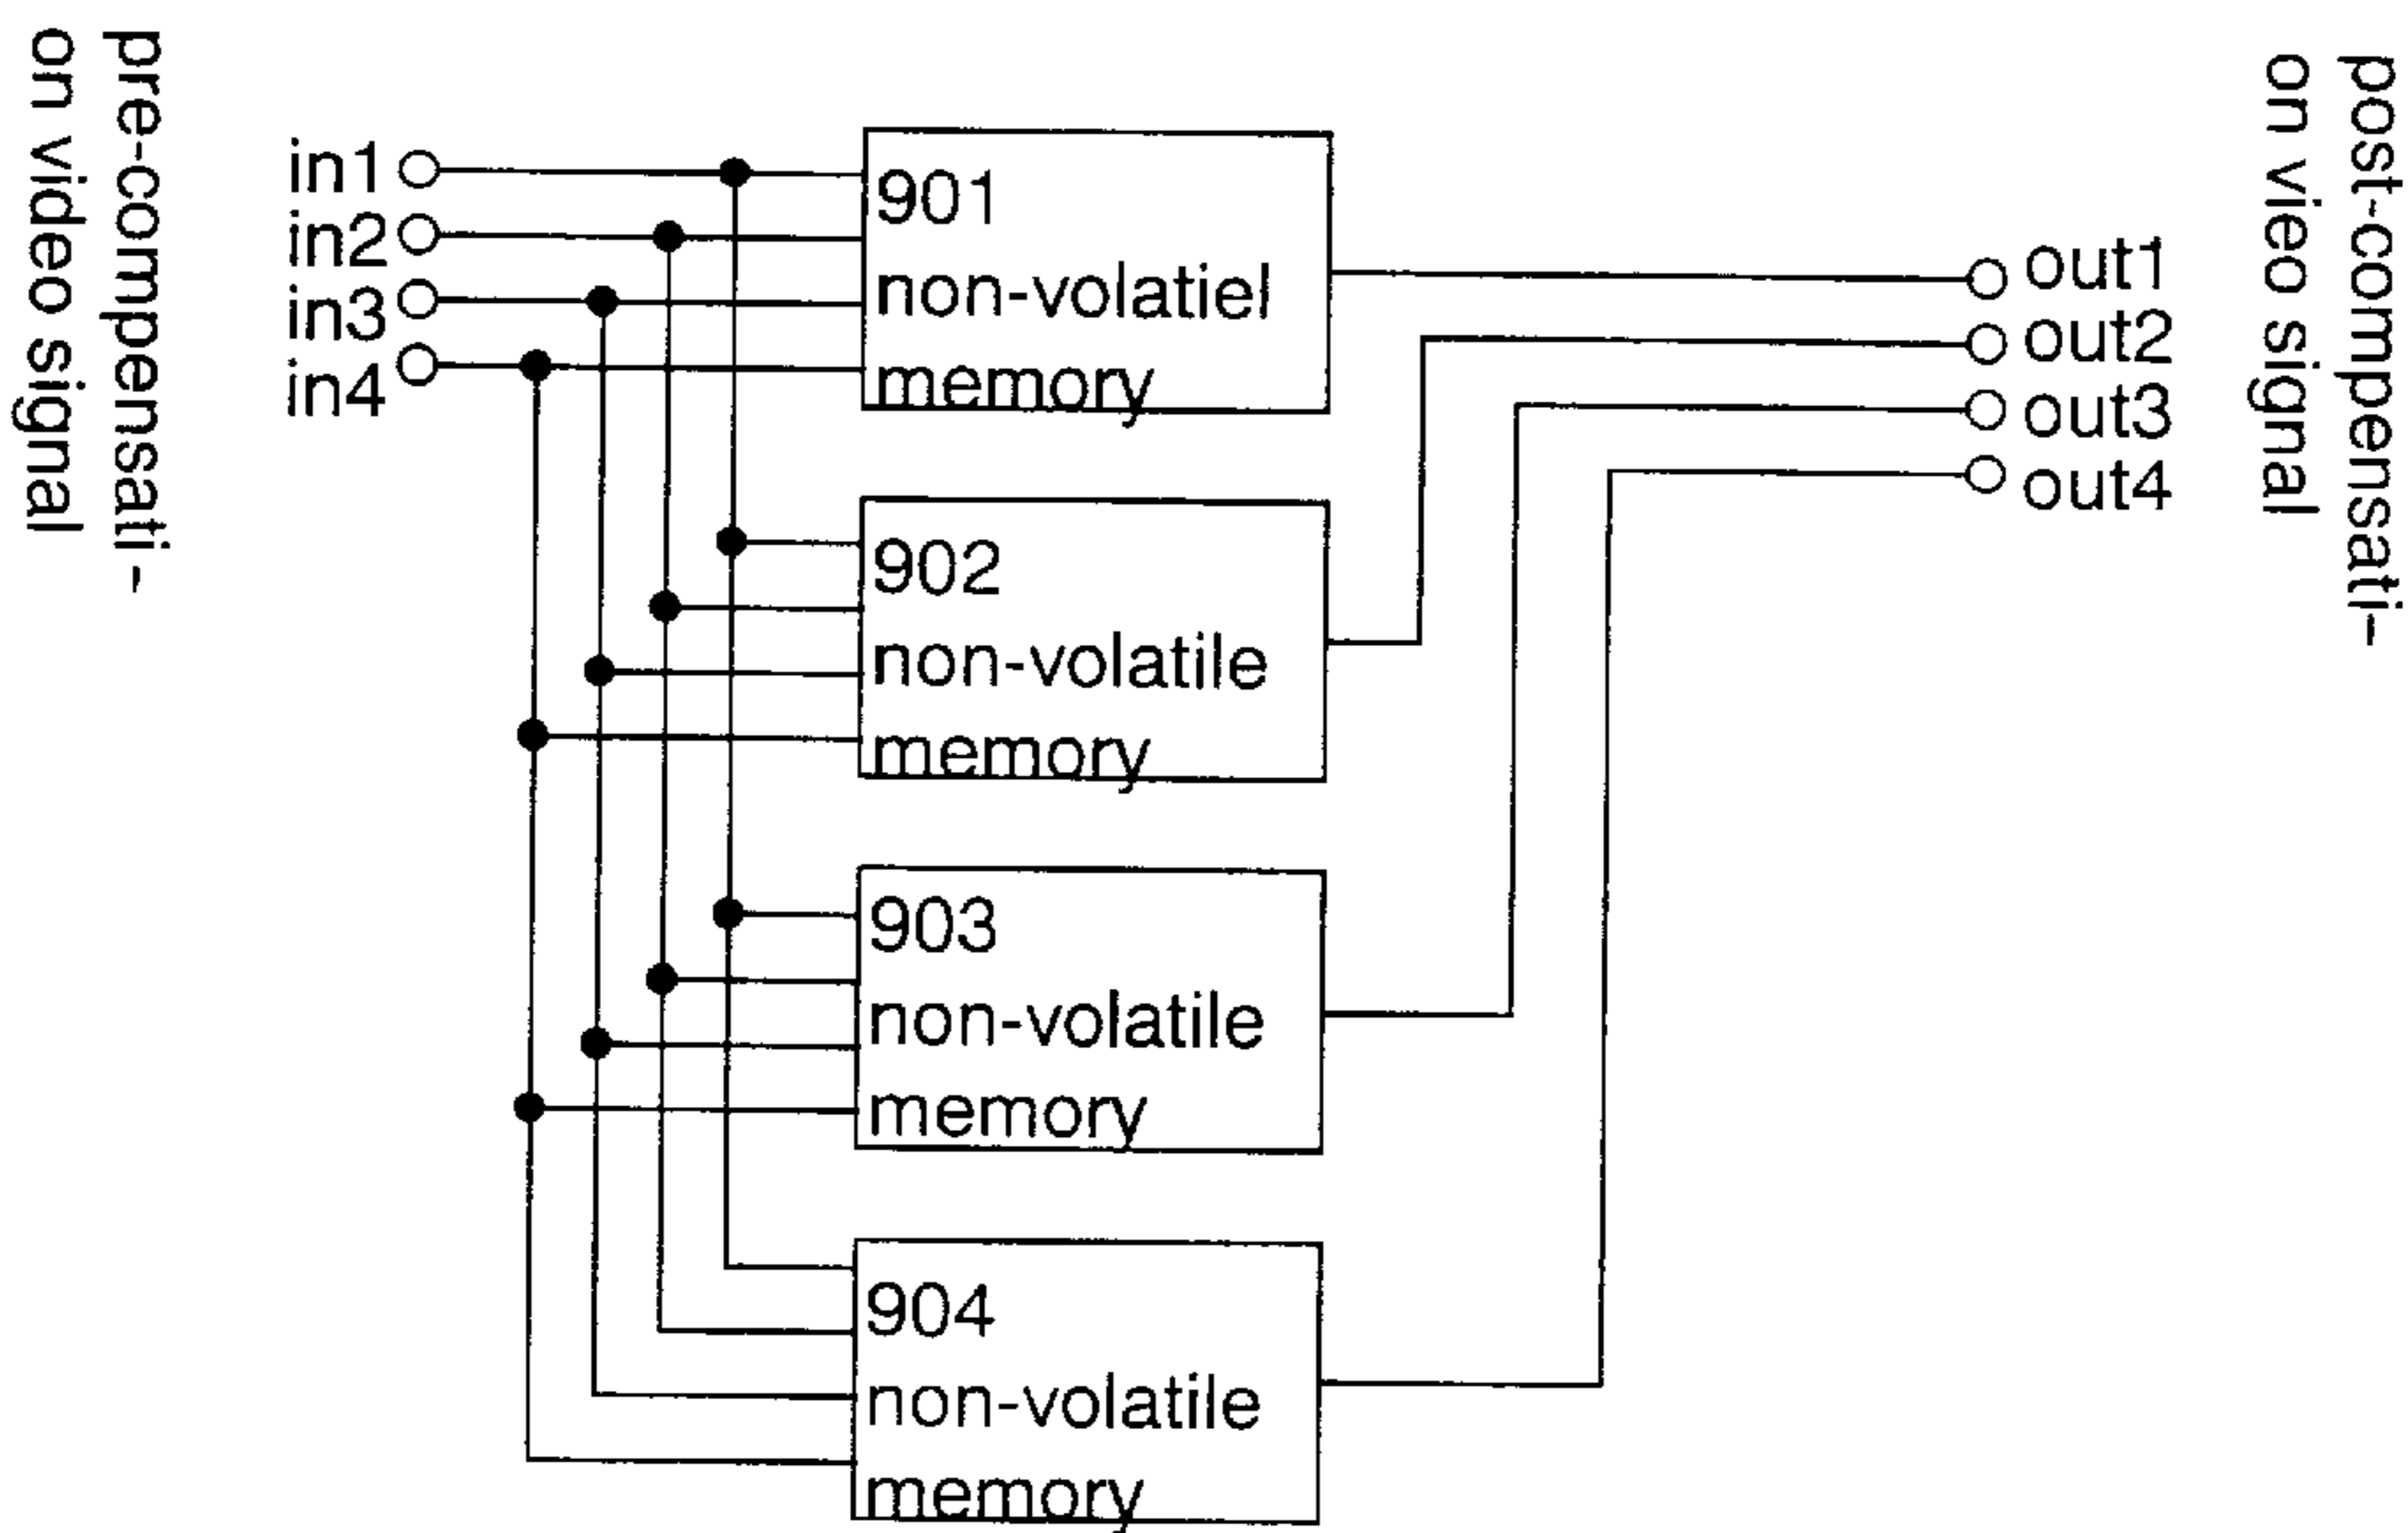 pre-compensati-
on video signal
in1
in2
in3
in4
901
non-volatiel
memory
902
non-volatile
memory
903
non-volatile
memory
904
non-volatile
memory
out1
out2
out3
out4
post-compensati-
on video signal